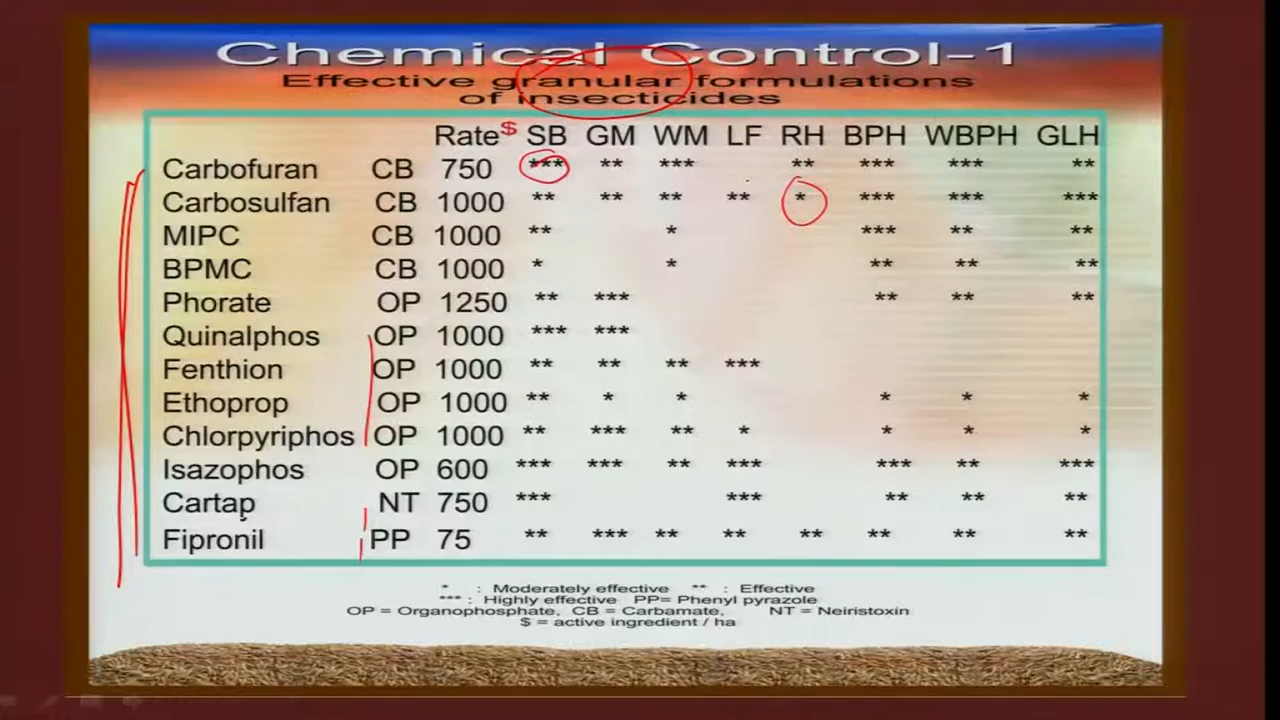 Chemical Control-1
Effective granular formulations
of insecticides
Rate$ SB GM WM LF RH BPH WBPH GLH
Carbofuran CB 750 *** ** *** ** *** *** **
Carbosulfan CB 1000 ** ** ** ** * *** *** ***
MIPC CB 1000 ** * *** ** **
BPMC CB 1000 * * ** ** **
Phorate OP 1250 ** *** ** ** **
Quinalphos OP 1000 *** ***
Fenthion OP 1000 ** ** ** ***
Ethoprop OP 1000 ** * * * * *
Chlorpyriphos OP 1000 ** *** ** * * * *
Isazophos OP 600 *** *** ** *** *** ** ***
Cartap NT 750 *** *** ** ** **
Fipronil PP 75 ** *** ** ** ** ** ** **
* : Moderately effective ** : Effective
*** : Highly effective PP= Phenyl pyrazole
OP = Organophosphate, CB = Carbamate, NT = Neiristoxin
$ = active ingredient / ha